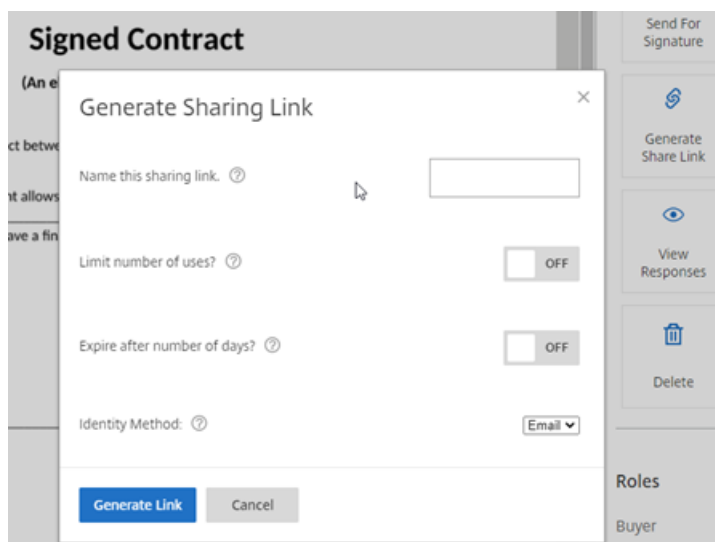 Signed Contract
(An e
ct betwe
nt allows
ave a fin
Generate Sharing Link
Name this sharing link.
Limit number of uses?
OFF
Expire after number of days?
OFF
Identity Method:
Email
Generate Link
Cancel
Send For
Signature
Generate
Share Link
View
Responses
Delete
Roles
Buyer